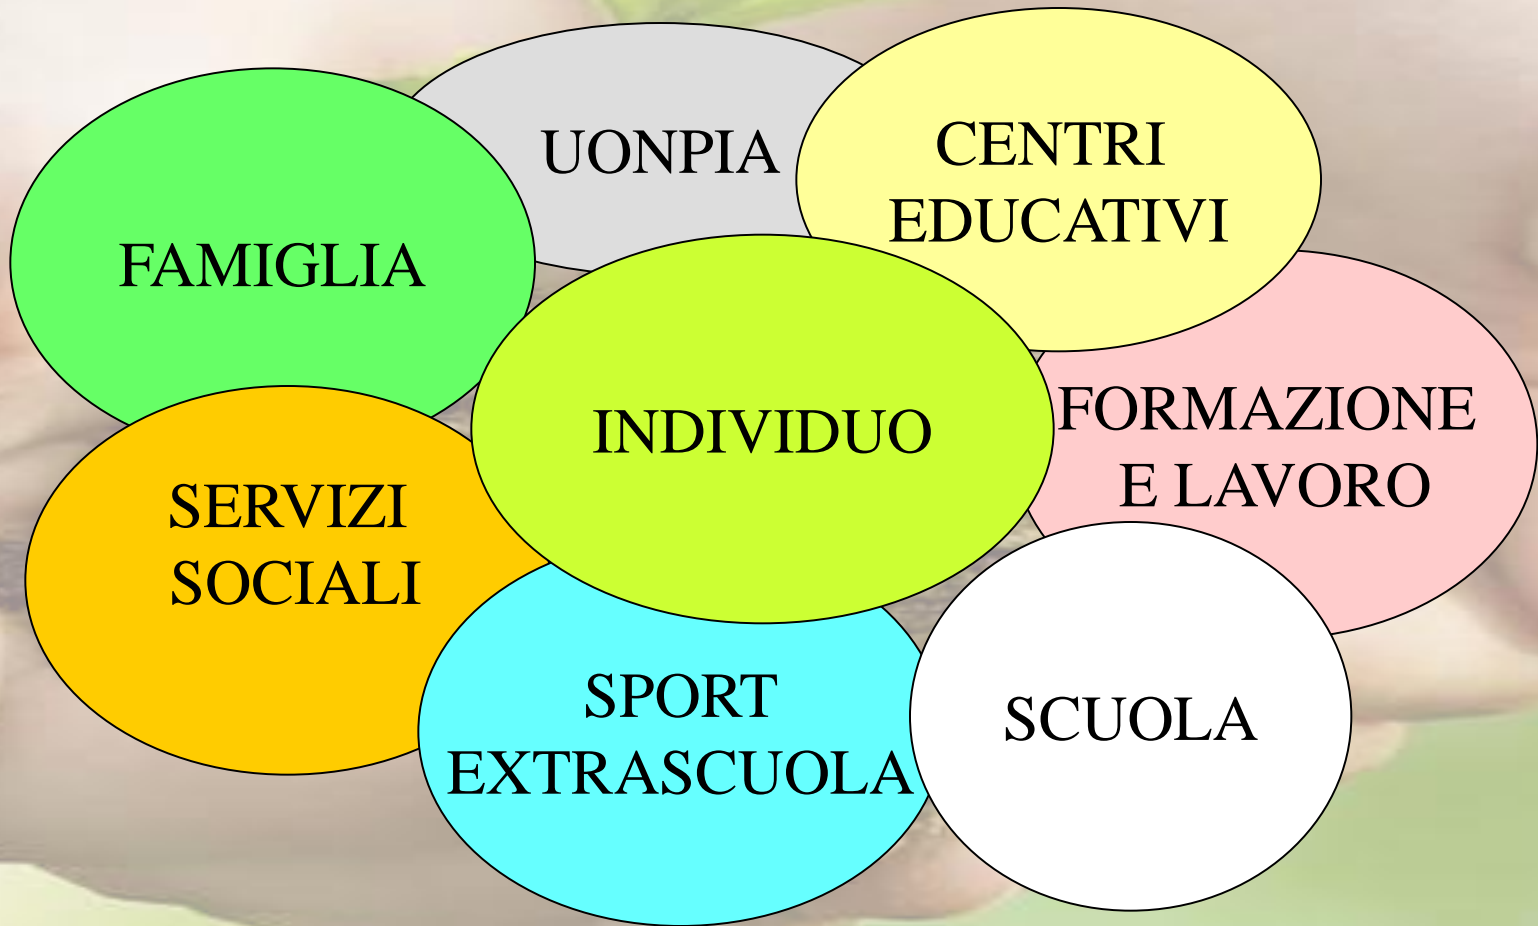 UONPIA
CENTRI
EDUCATIVI
FAMIGLIA
INDIVIDUO
FORMAZIONE
E LAVORO
SERVIZI
SOCIALI
SPORT
EXTRASCUOLA
SCUOLA